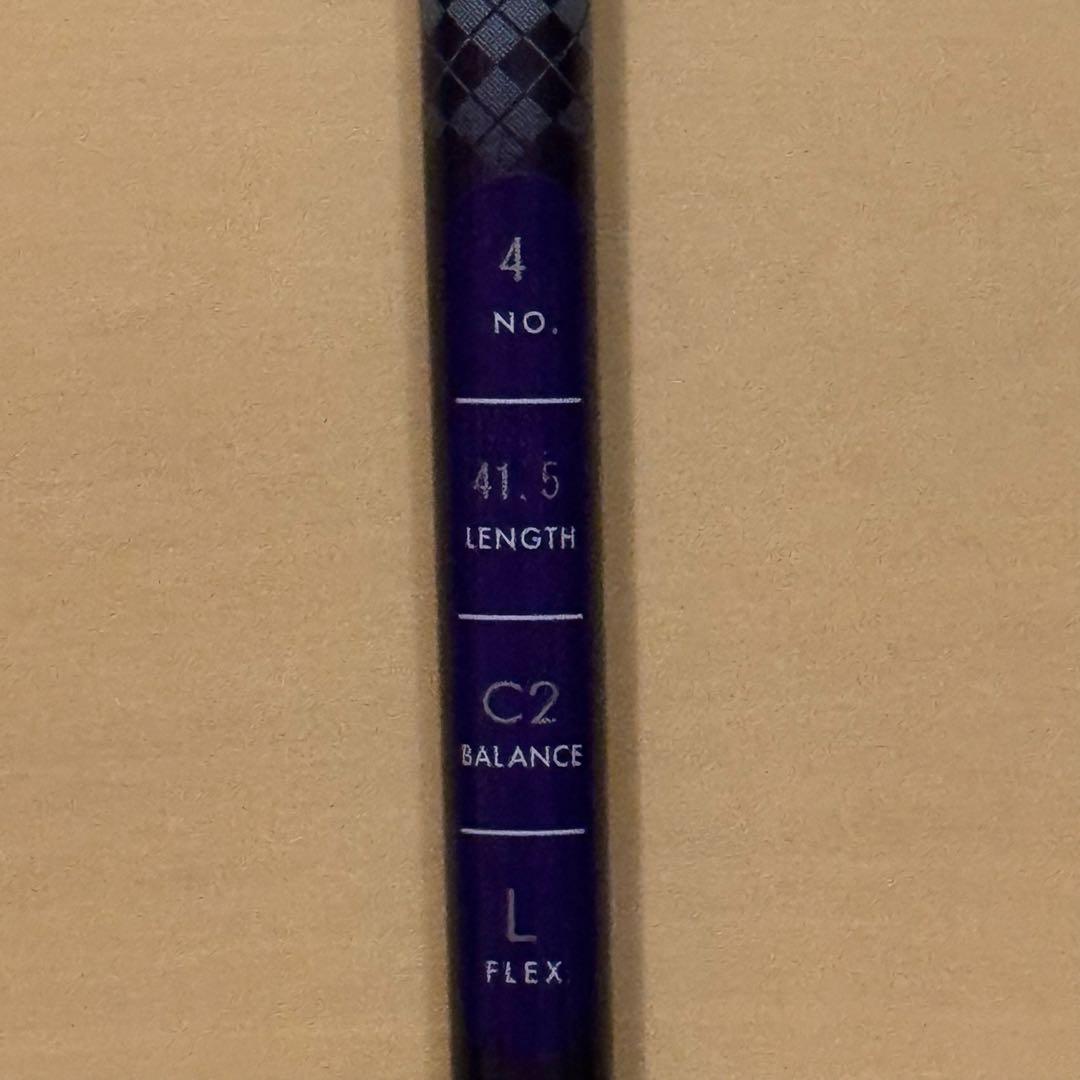 4
NO.
41.5
LENGTH
C2
BALANCE
L
FLEX